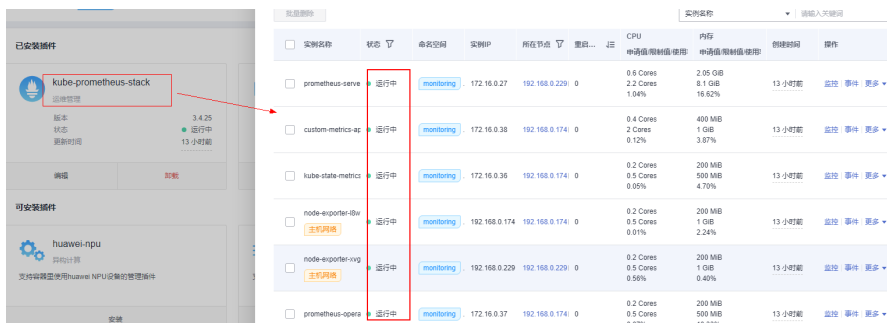 批量删除
实例名称
请输入关键词
已安装插件
kube-prometheus-stack
运维管理
版本 3.4.25
状态 运行中
更新时间 13 小时前
编辑 卸载
可安装插件
huawei-npu
异构计算
支持容器里使用huawei NPU设备的管理插件
安装
实例名称 状态 命名空间 实例IP 所在节点 重启... CPU 内存 创建时间 操作
申请值/限制值/使用 申请值/限制值/使用
prometheus-serve 运行中 monitoring 172.16.0.27 192.168.0.229 0 0.6 Cores 2.05 GiB 13 小时前 监控 事件 更多
2.2 Cores 8.1 GiB
1.04% 16.62%
custom-metrics-ap 运行中 monitoring 172.16.0.38 192.168.0.174 0 0.4 Cores 400 MiB 13 小时前 监控 事件 更多
2 Cores 1 GiB
0.12% 3.87%
kube-state-metrics 运行中 monitoring 172.16.0.36 192.168.0.174 0 0.2 Cores 200 MiB 13 小时前 监控 事件 更多
0.5 Cores 500 MiB
0.05% 4.70%
node-exporter-l8w 运行中 monitoring 192.168.0.174 192.168.0.174 0 0.2 Cores 200 MiB 13 小时前 监控 事件 更多
主机网络 0.5 Cores 1 GiB
0.01% 2.24%
node-exporter-xvg 运行中 monitoring 192.168.0.229 192.168.0.229 0 0.2 Cores 200 MiB 13 小时前 监控 事件 更多
主机网络 0.5 Cores 1 GiB
0.56% 0.40%
prometheus-opera 运行中 monitoring 172.16.0.37 192.168.0.174 0 0.2 Cores 200 MiB 13 小时前 监控 事件 更多
0.5 Cores 500 MiB